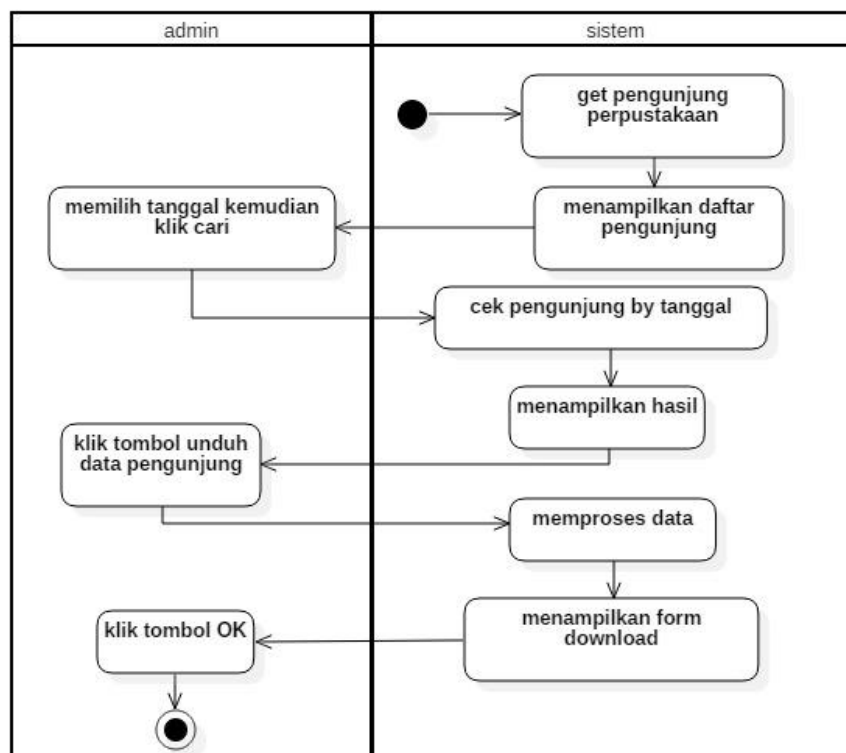 admin
sistem
get pengunjung
perpustakaan
menampilkan daftar
pengunjung
memilih tanggal kemudian
klik cari
cek pengunjung by tanggal
menampilkan hasil
klik tombol unduh
data pengunjung
memproses data
menampilkan form
download
klik tombol OK